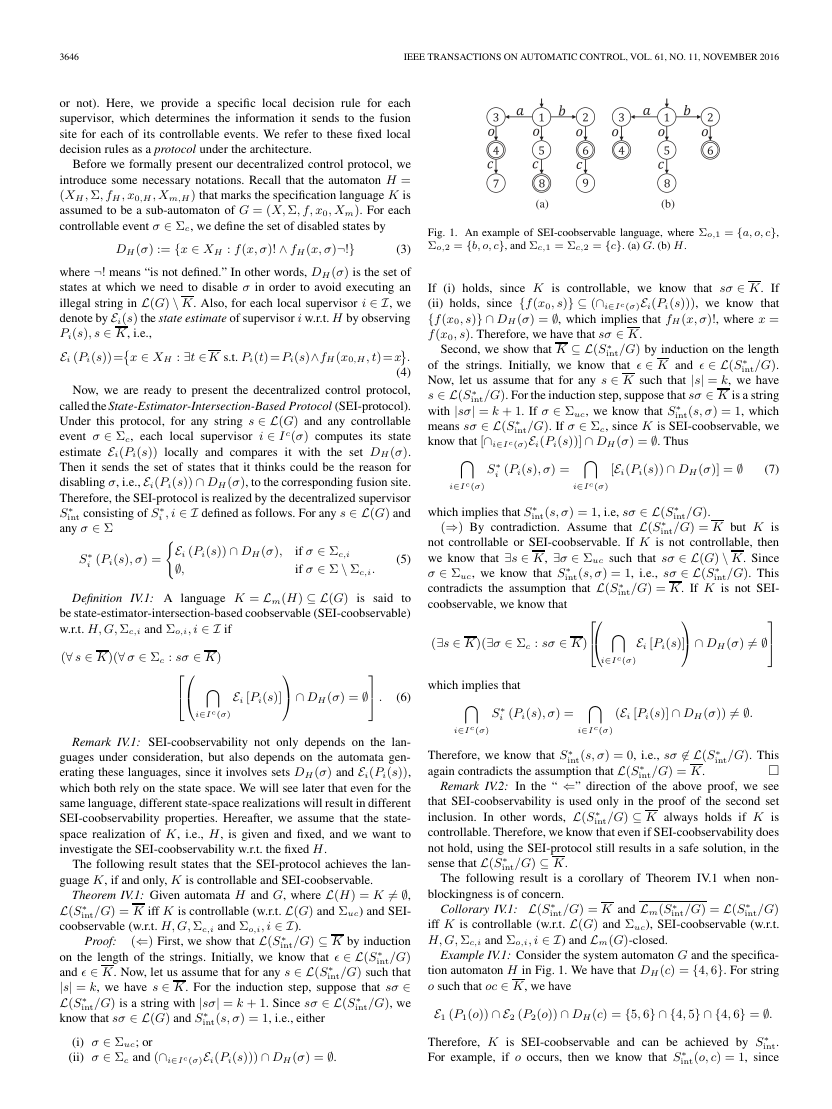 3646
IEEE TRANSACTIONS ON AUTOMATIC CONTROL, VOL. 61, NO. 11, NOVEMBER 2016
or not). Here, we provide a specific local decision rule for each
supervisor, which determines the information it sends to the fusion
site for each of its controllable events. We refer to these fixed local
decision rules as a protocol under the architecture.
Before we formally present our decentralized control protocol, we
introduce some necessary notations. Recall that the automaton H =
(X_H, Σ, f_H, x_{0,H}, X_{m,H}) that marks the specification language K is
assumed to be a sub-automaton of G = (X, Σ, f, x_0, X_m). For each
controllable event σ ∈ Σ_c, we define the set of disabled states by
D_H(σ) := {x ∈ X_H : f(x, σ)! ∧ f_H(x, σ)¬!} (3)
where ¬! means “is not defined.” In other words, D_H(σ) is the set of
states at which we need to disable σ in order to avoid executing an
illegal string in L(G) \ K̅. Also, for each local supervisor i ∈ I, we
denote by E_i(s) the state estimate of supervisor i w.r.t. H by observing
P_i(s), s ∈ K̅, i.e.,
E_i (P_i(s))={x ∈ X_H : ∃t ∈ K̅ s.t. P_i(t)=P_i(s)∧f_H(x_{0,H}, t)=x}.
(4)
Now, we are ready to present the decentralized control protocol,
called the State-Estimator-Intersection-Based Protocol (SEI-protocol).
Under this protocol, for any string s ∈ L(G) and any controllable
event σ ∈ Σ_c, each local supervisor i ∈ I^c(σ) computes its state
estimate E_i(P_i(s)) locally and compares it with the set D_H(σ).
Then it sends the set of states that it thinks could be the reason for
disabling σ, i.e., E_i(P_i(s)) ∩ D_H(σ), to the corresponding fusion site.
Therefore, the SEI-protocol is realized by the decentralized supervisor
S*_int consisting of S*_i, i ∈ I defined as follows. For any s ∈ L(G) and
any σ ∈ Σ
S*_i (P_i(s), σ) = { E_i (P_i(s)) ∩ D_H(σ), if σ ∈ Σ_{c,i}
∅, if σ ∈ Σ \ Σ_{c,i}. (5)
Definition IV.1: A language K = L_m(H) ⊆ L(G) is said to
be state-estimator-intersection-based coobservable (SEI-coobservable)
w.r.t. H, G, Σ_{c,i} and Σ_{o,i}, i ∈ I if
(∀ s ∈ K̅)(∀ σ ∈ Σ_c : sσ ∈ K̅)
[ ( ⋂_{i∈I^c(σ)} E_i [P_i(s)] ) ∩ D_H(σ) = ∅ ] . (6)
Remark IV.1: SEI-coobservability not only depends on the lan-
guages under consideration, but also depends on the automata gen-
erating these languages, since it involves sets D_H(σ) and E_i(P_i(s)),
which both rely on the state space. We will see later that even for the
same language, different state-space realizations will result in different
SEI-coobservability properties. Hereafter, we assume that the state-
space realization of K, i.e., H, is given and fixed, and we want to
investigate the SEI-coobservability w.r.t. the fixed H.
The following result states that the SEI-protocol achieves the lan-
guage K, if and only, K is controllable and SEI-coobservable.
Theorem IV.1: Given automata H and G, where L(H) = K ≠ ∅,
L(S*_int/G) = K̅ iff K is controllable (w.r.t. L(G) and Σ_uc) and SEI-
coobservable (w.r.t. H, G, Σ_{c,i} and Σ_{o,i}, i ∈ I).
Proof: (⇐) First, we show that L(S*_int/G) ⊆ K̅ by induction
on the length of the strings. Initially, we know that ϵ ∈ L(S*_int/G)
and ϵ ∈ K̅. Now, let us assume that for any s ∈ L(S*_int/G) such that
|s| = k, we have s ∈ K̅. For the induction step, suppose that sσ ∈
L(S*_int/G) is a string with |sσ| = k + 1. Since sσ ∈ L(S*_int/G), we
know that sσ ∈ L(G) and S*_int(s, σ) = 1, i.e., either
(i) σ ∈ Σ_uc; or
(ii) σ ∈ Σ_c and (∩_{i∈I^c(σ)}E_i(P_i(s))) ∩ D_H(σ) = ∅.
3 a 1 b 2 3 a 1 b 2
o o o o o o
4 5 6 4 5 6
c c c c
7 8 9 8
(a) (b)
Fig. 1. An example of SEI-coobservable language, where Σ_{o,1} = {a, o, c},
Σ_{o,2} = {b, o, c}, and Σ_{c,1} = Σ_{c,2} = {c}. (a) G. (b) H.
If (i) holds, since K is controllable, we know that sσ ∈ K̅. If
(ii) holds, since {f(x_0, s)} ⊆ (∩_{i∈I^c(σ)}E_i(P_i(s))), we know that
{f(x_0, s)} ∩ D_H(σ) = ∅, which implies that f_H(x, σ)!, where x =
f(x_0, s). Therefore, we have that sσ ∈ K̅.
Second, we show that K̅ ⊆ L(S*_int/G) by induction on the length
of the strings. Initially, we know that ϵ ∈ K̅ and ϵ ∈ L(S*_int/G).
Now, let us assume that for any s ∈ K̅ such that |s| = k, we have
s ∈ L(S*_int/G). For the induction step, suppose that sσ ∈ K̅ is a string
with |sσ| = k + 1. If σ ∈ Σ_uc, we know that S*_int(s, σ) = 1, which
means sσ ∈ L(S*_int/G). If σ ∈ Σ_c, since K is SEI-coobservable, we
know that [∩_{i∈I^c(σ)}E_i(P_i(s))] ∩ D_H(σ) = ∅. Thus
⋂_{i∈I^c(σ)} S*_i (P_i(s), σ) = ⋂_{i∈I^c(σ)} [E_i(P_i(s)) ∩ D_H(σ)] = ∅ (7)
which implies that S*_int(s, σ) = 1, i.e, sσ ∈ L(S*_int/G).
(⇒) By contradiction. Assume that L(S*_int/G) = K̅ but K is
not controllable or SEI-coobservable. If K is not controllable, then
we know that ∃s ∈ K̅, ∃σ ∈ Σ_uc such that sσ ∈ L(G) \ K̅. Since
σ ∈ Σ_uc, we know that S*_int(s, σ) = 1, i.e., sσ ∈ L(S*_int/G). This
contradicts the assumption that L(S*_int/G) = K̅. If K is not SEI-
coobservable, we know that
(∃s ∈ K̅)(∃σ ∈ Σ_c : sσ ∈ K̅) [ ( ⋂_{i∈I^c(σ)} E_i [P_i(s)] ) ∩ D_H(σ) ≠ ∅ ]
which implies that
⋂_{i∈I^c(σ)} S*_i (P_i(s), σ) = ⋂_{i∈I^c(σ)} (E_i [P_i(s)] ∩ D_H(σ)) ≠ ∅.
Therefore, we know that S*_int(s, σ) = 0, i.e., sσ ∉ L(S*_int/G). This
again contradicts the assumption that L(S*_int/G) = K̅. □
Remark IV.2: In the “ ⇐” direction of the above proof, we see
that SEI-coobservability is used only in the proof of the second set
inclusion. In other words, L(S*_int/G) ⊆ K̅ always holds if K is
controllable. Therefore, we know that even if SEI-coobservability does
not hold, using the SEI-protocol still results in a safe solution, in the
sense that L(S*_int/G) ⊆ K̅.
The following result is a corollary of Theorem IV.1 when non-
blockingness is of concern.
Collorary IV.1: L(S*_int/G) = K̅ and \overline{L_m(S*_int/G)} = L(S*_int/G)
iff K is controllable (w.r.t. L(G) and Σ_uc), SEI-coobservable (w.r.t.
H, G, Σ_{c,i} and Σ_{o,i}, i ∈ I) and L_m(G)-closed.
Example IV.1: Consider the system automaton G and the specifica-
tion automaton H in Fig. 1. We have that D_H(c) = {4, 6}. For string
o such that oc ∈ K̅, we have
E_1 (P_1(o)) ∩ E_2 (P_2(o)) ∩ D_H(c) = {5, 6} ∩ {4, 5} ∩ {4, 6} = ∅.
Therefore, K is SEI-coobservable and can be achieved by S*_int.
For example, if o occurs, then we know that S*_int(o, c) = 1, since